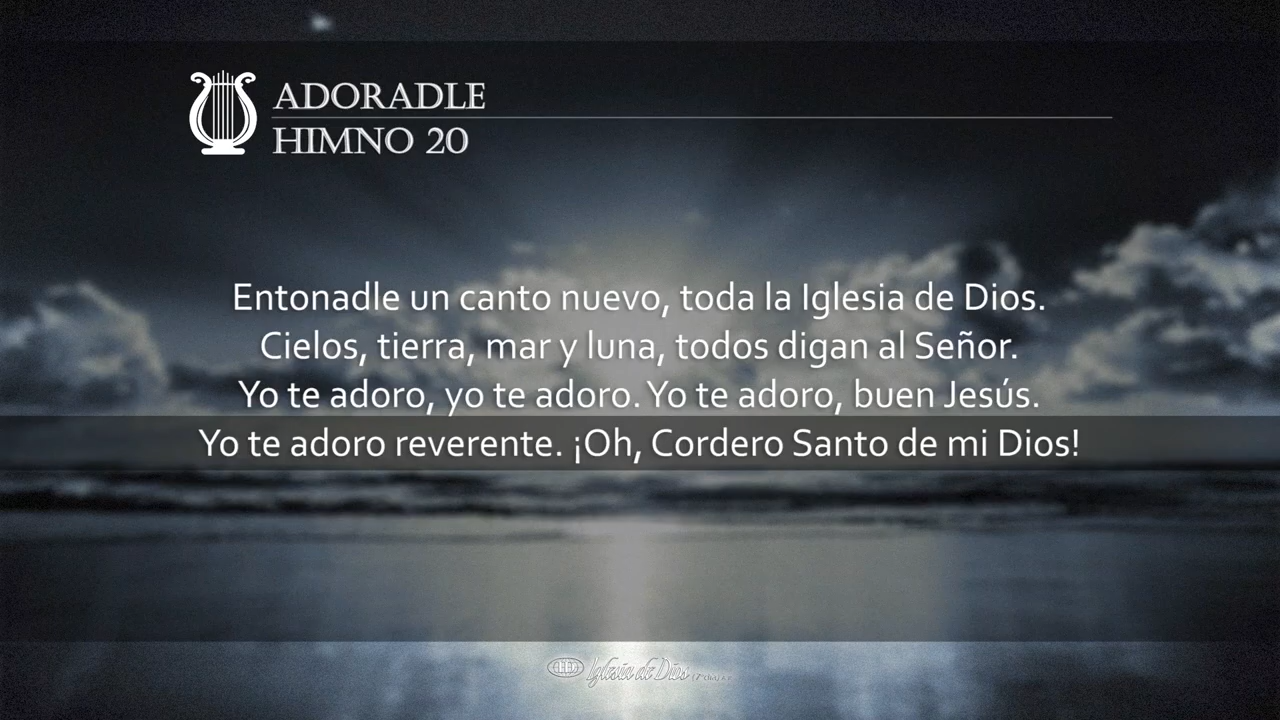 ADORADLE
HIMNO 20
Entonadle un canto nuevo, toda la Iglesia de Dios.
Cielos, tierra, mar y luna, todos digan al Señor.
Yo te adoro, yo te adoro. Yo te adoro, buen Jesús.
Yo te adoro reverente. ¡Oh, Cordero Santo de mi Dios!
Iglesia de Dios